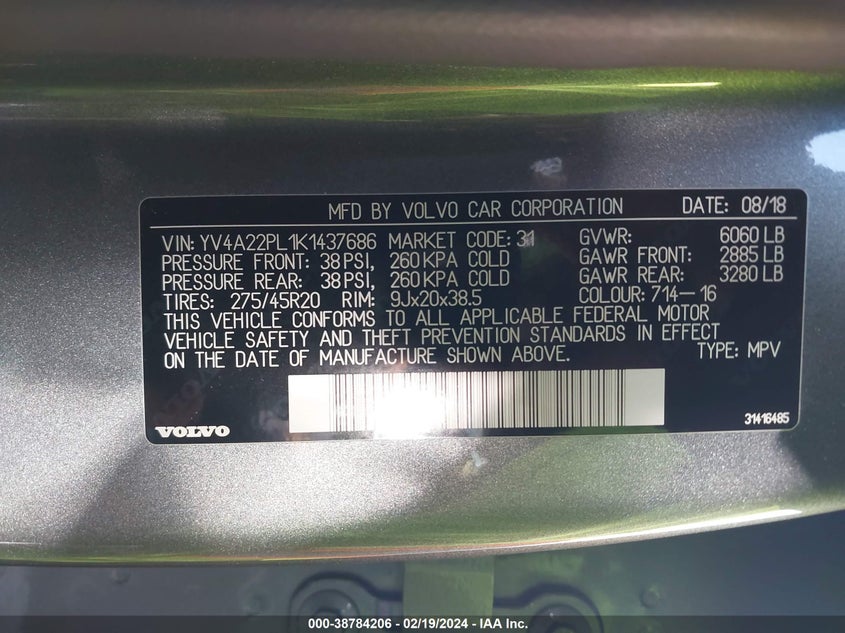 MFD BY VOLVO CAR CORPORATION DATE: 08/18
VIN: YV4A22PL1K1437686 MARKET CODE: 31 GVWR: 6060 LB
PRESSURE FRONT: 38 PSI, 260 KPA COLD GAWR FRONT: 2885 LB
PRESSURE REAR: 38 PSI, 260 KPA COLD GAWR REAR: 3280 LB
TIRES: 275/45R20 RIM: 9Jx20x38.5 COLOUR: 714-16
THIS VEHICLE CONFORMS TO ALL APPLICABLE FEDERAL MOTOR
VEHICLE SAFETY AND THEFT PREVENTION STANDARDS IN EFFECT
ON THE DATE OF MANUFACTURE SHOWN ABOVE. TYPE: MPV
VOLVO 31416485
000-38784206 - 02/19/2024 - IAA Inc.